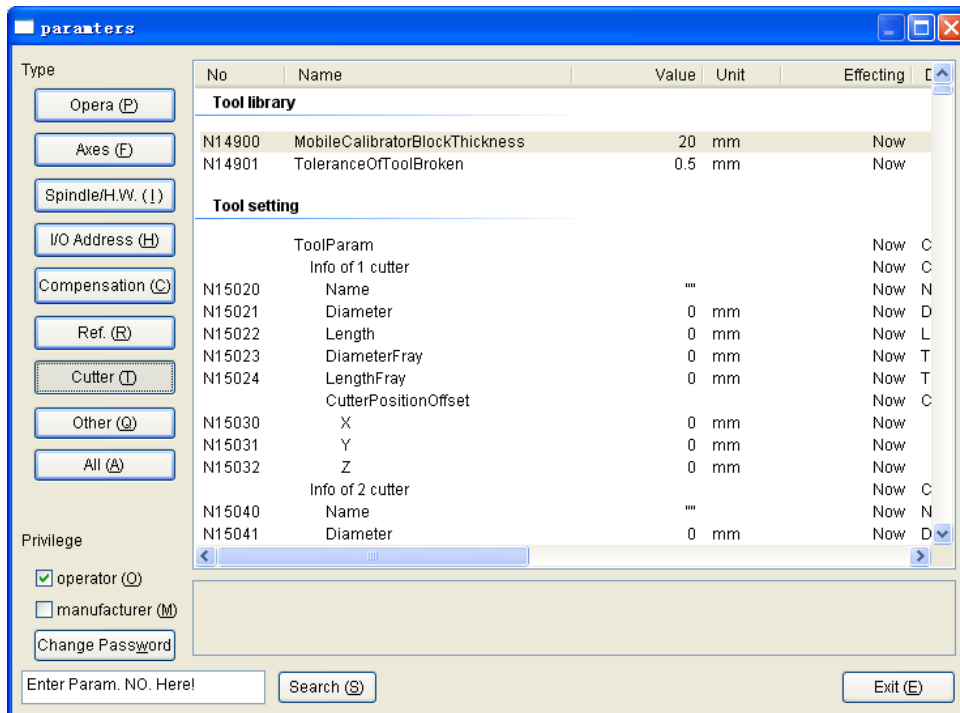 paramters
Type
Opera (P)
Axes (F)
Spindle/H.W. (I)
I/O Address (H)
Compensation (C)
Ref. (R)
Cutter (T)
Other (Q)
All (A)
Privilege
operator (O)
manufacturer (M)
Change Password
No Name Value Unit Effecting D
Tool library
N14900 MobileCalibratorBlockThickness 20 mm Now
N14901 ToleranceOfToolBroken 0.5 mm Now
Tool setting
ToolParam Now C
Info of 1 cutter Now C
N15020 Name "" Now N
N15021 Diameter 0 mm Now D
N15022 Length 0 mm Now L
N15023 DiameterFray 0 mm Now T
N15024 LengthFray 0 mm Now T
CutterPositionOffset Now C
N15030 X 0 mm Now
N15031 Y 0 mm Now
N15032 Z 0 mm Now
Info of 2 cutter Now C
N15040 Name "" Now N
N15041 Diameter 0 mm Now D
Enter Param. NO. Here!
Search (S)
Exit (E)